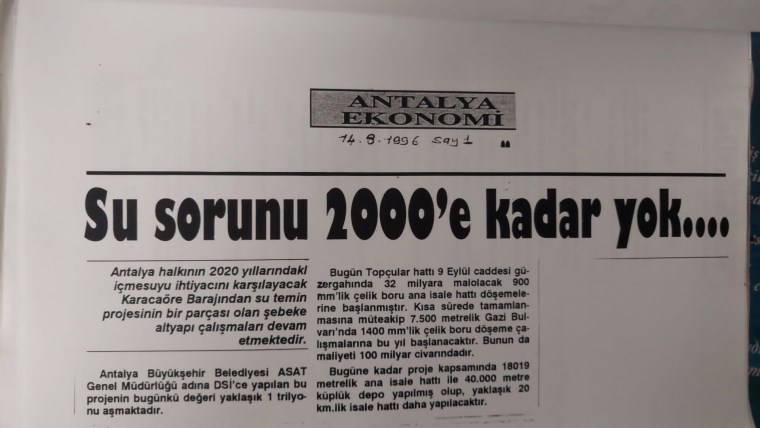 ANTALYA
EKONOMİ
14.8.1996 sayı 1
Su sorunu 2000'e kadar yok....
Antalya halkının 2020 yıllarındaki
içmesuyu ihtiyacını karşılayacak
Karacaöre Barajından su temin
projesinin bir parçası olan şebeke
altyapı çalışmaları devam
etmektedir.
Antalya Büyükşehir Belediyesi ASAT
Genel Müdürlüğü adına DSİ'ce yapılan bu
projenin bugünkü değeri yaklaşık 1 trilyo-
nu aşmaktadır.
Bugün Topçular hattı 9 Eylül caddesi gü-
zergahında 32 milyara malolacak 900
mm'lik çelik boru ana isale hattı döşemele-
rine başlanmıştır. Kısa sürede tamamlan-
masına müteakip 7.500 metrelik Gazi Bul-
varı'nda 1400 mm'lik çelik boru döşeme ça-
lışmalarına bu yıl başlanacaktır. Bunun da
maliyeti 100 milyar civarındadır.
Bugüne kadar proje kapsamında 18019
metrelik ana isale hattı ile 40.000 metre
küplük depo yapılmış olup, yaklaşık 20
km.lik isale hattı daha yapılacaktır.